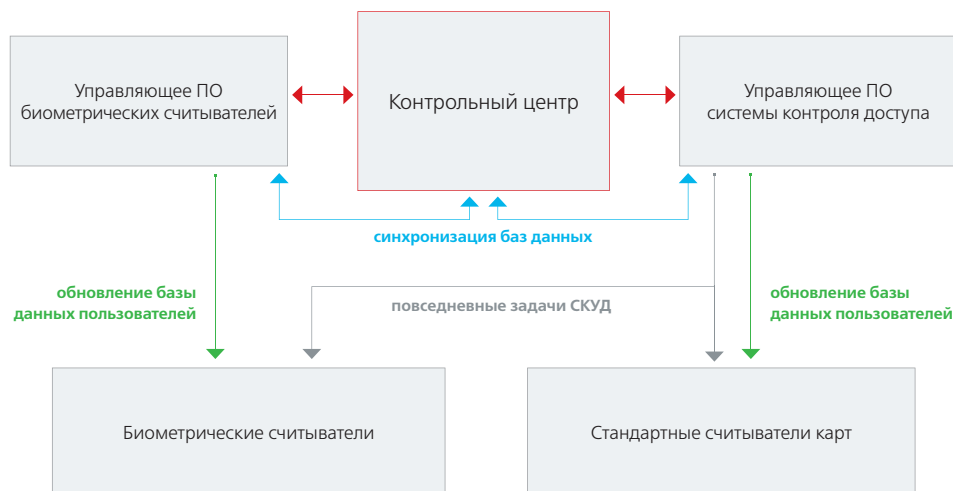 Управляющее ПО
биометрических считывателей
Контрольный центр
Управляющее ПО
системы контроля доступа
синхронизация баз данных
обновление базы
данных пользователей
повседневные задачи СКУД
обновление базы
данных пользователей
Биометрические считыватели
Стандартные считыватели карт